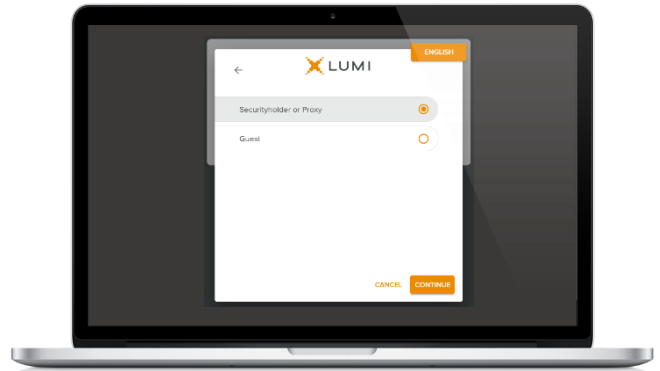 ENGLISH
LUMI
Securityholder or Proxy
Guest
CANCEL
CONTINUE